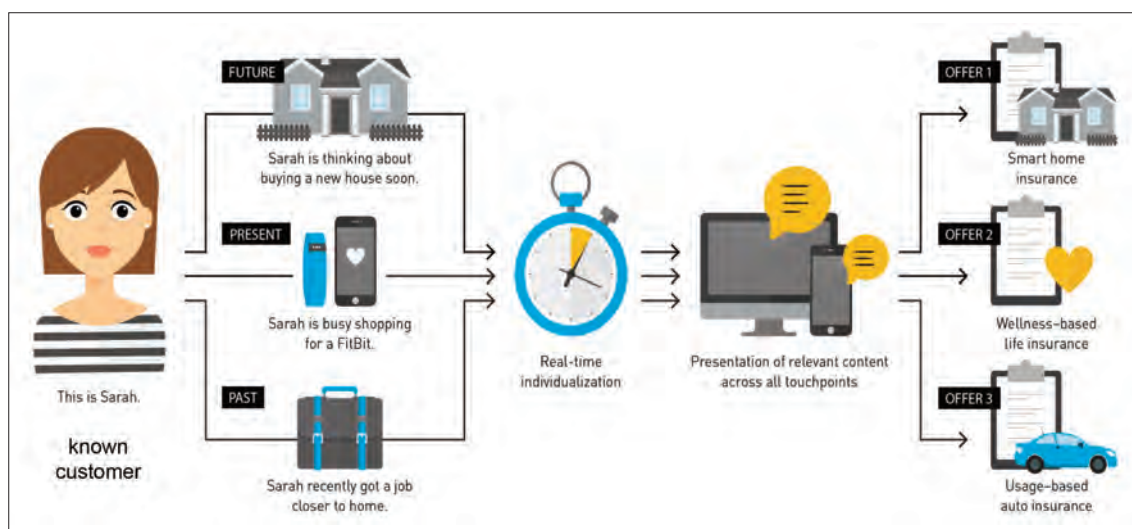 FUTURE
Sarah is thinking about
buying a new house soon.
PRESENT
Sarah is busy shopping
for a FitBit.
PAST
Sarah recently got a job
closer to home.
This is Sarah.
known
customer
Real-time
individualization
Presentation of relevant content
across all touchpoints
OFFER 1
Smart home
insurance
OFFER 2
Wellness-based
life insurance
OFFER 3
Usage-based
auto insurance